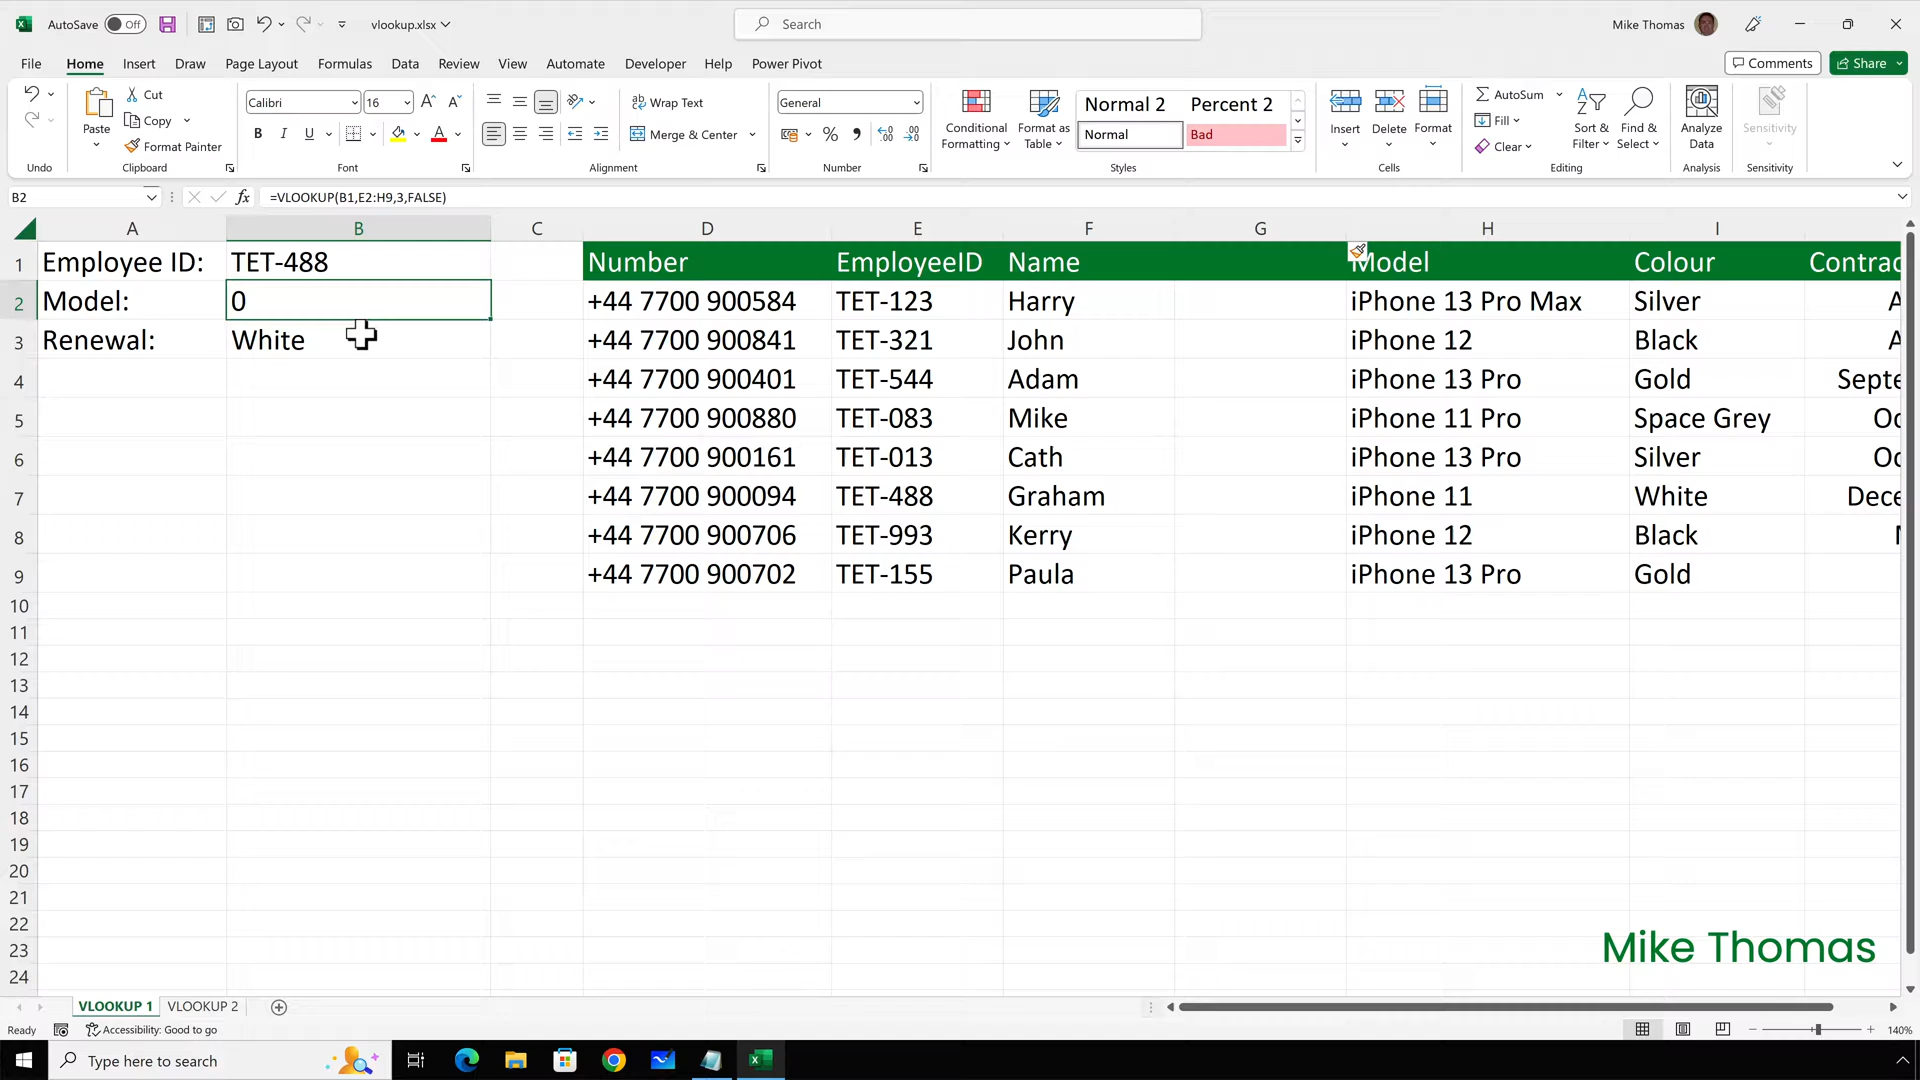 AutoSave Off vlookup.xlsx Search Mike Thomas
File Home Insert Draw Page Layout Formulas Data Review View Automate Developer Help Power Pivot Comments Share
Paste Cut Copy Format Painter
Calibri 16 B I U
Wrap Text Merge & Center
General % ,
Conditional Formatting Format as Table Normal 2 Percent 2 Normal Bad
Insert Delete Format
AutoSum Fill Clear Sort & Filter Find & Select
Analyze Data Sensitivity
Undo Clipboard Font Alignment Number Styles Cells Editing Analysis Sensitivity
B2 fx =VLOOKUP(B1,E2:H9,3,FALSE)
A B C D E F G H I
1 Employee ID: TET-488 Number EmployeeID Name Model Colour Contrac
2 Model: 0 +44 7700 900584 TET-123 Harry iPhone 13 Pro Max Silver A
3 Renewal: White +44 7700 900841 TET-321 John iPhone 12 Black A
4 +44 7700 900401 TET-544 Adam iPhone 13 Pro Gold Septe
5 +44 7700 900880 TET-083 Mike iPhone 11 Pro Space Grey Oc
6 +44 7700 900161 TET-013 Cath iPhone 13 Pro Silver Oc
7 +44 7700 900094 TET-488 Graham iPhone 11 White Dece
8 +44 7700 900706 TET-993 Kerry iPhone 12 Black
9 +44 7700 900702 TET-155 Paula iPhone 13 Pro Gold
10
11
12
13
14
15
16
17
18
19
20
21
22
23
24
Mike Thomas
VLOOKUP 1 VLOOKUP 2
Ready Accessibility: Good to go 140%
Type here to search